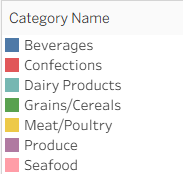 Category Name
Beverages
Confections
Dairy Products
Grains/Cereals
Meat/Poultry
Produce
Seafood